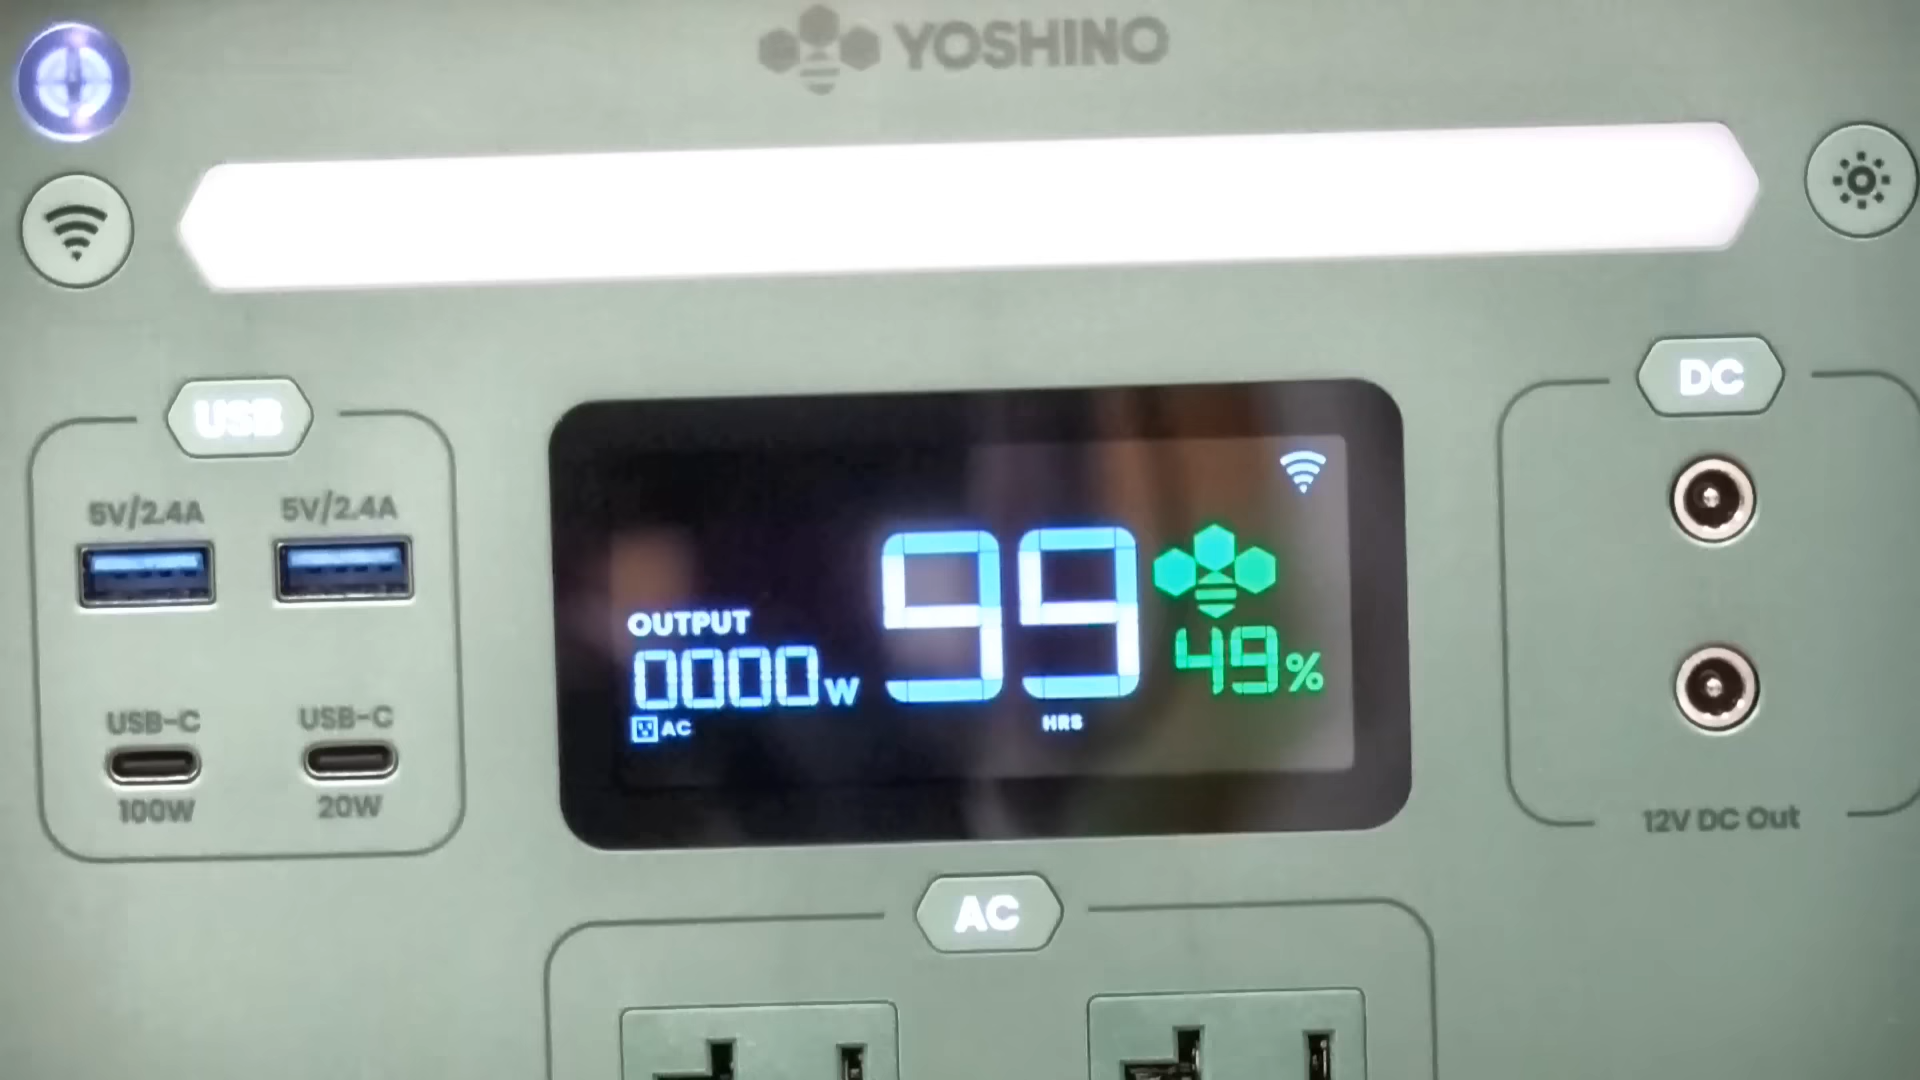 YOSHINO
USB
DC
5V/2.4A
5V/2.4A
OUTPUT
0000W
AC
99
HRS
49%
USB-C
USB-C
100W
20W
12V DC Out
AC